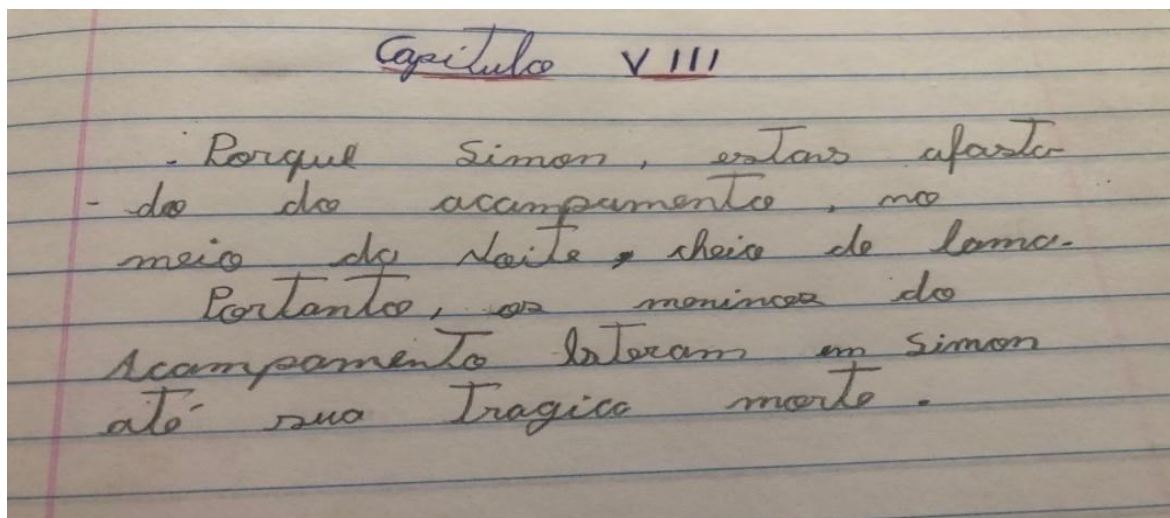 Capitulo VIII
. Porque Simon, estavs afasta-
- do do acampamento, no
meio da Noite, cheio de lama.
Portanto, os meninos do
Acampamento bateram em Simon
até sua Tragica morte.